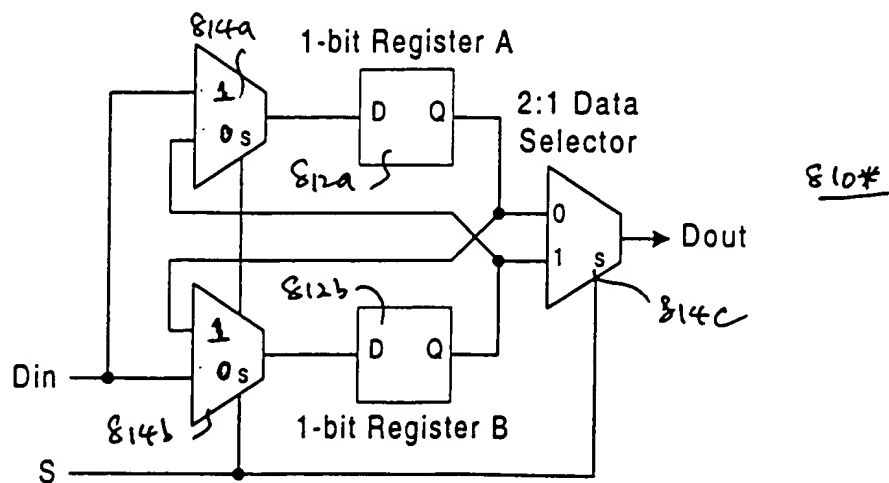 814a
1-bit Register A
1
0 s
D Q
812a
2:1 Data
Selector
810*
0
1 s
Dout
814c
812b
1
0 s
D Q
Din
814b
1-bit Register B
S